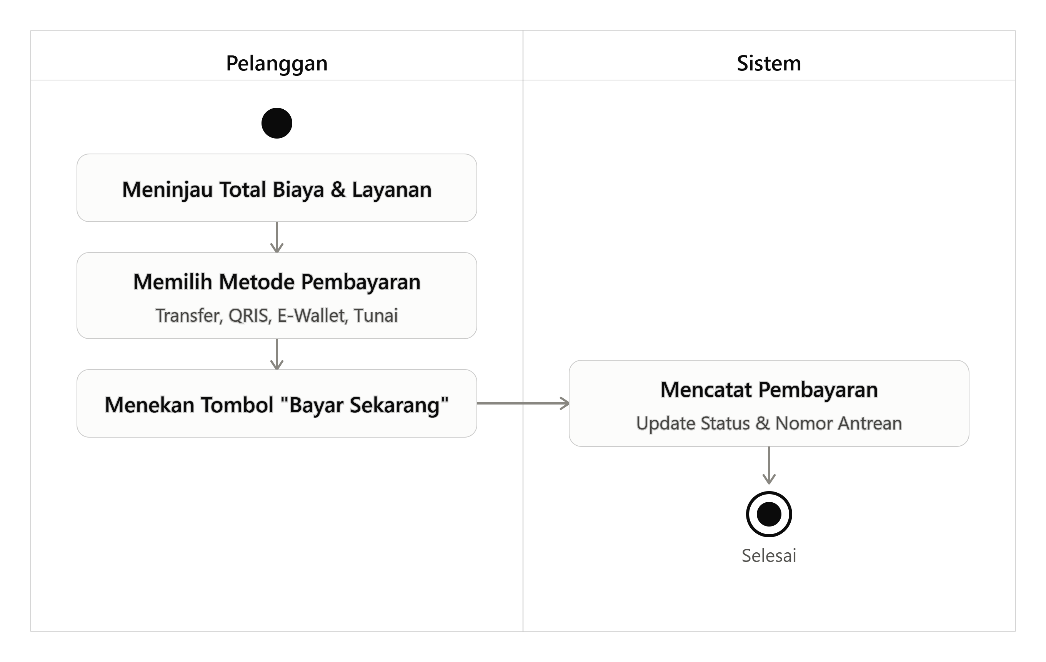 Pelanggan
Sistem
Meninjau Total Biaya & Layanan
Memilih Metode Pembayaran
Transfer, QRIS, E-Wallet, Tunai
Menekan Tombol "Bayar Sekarang"
Mencatat Pembayaran
Update Status & Nomor Antrean
Selesai